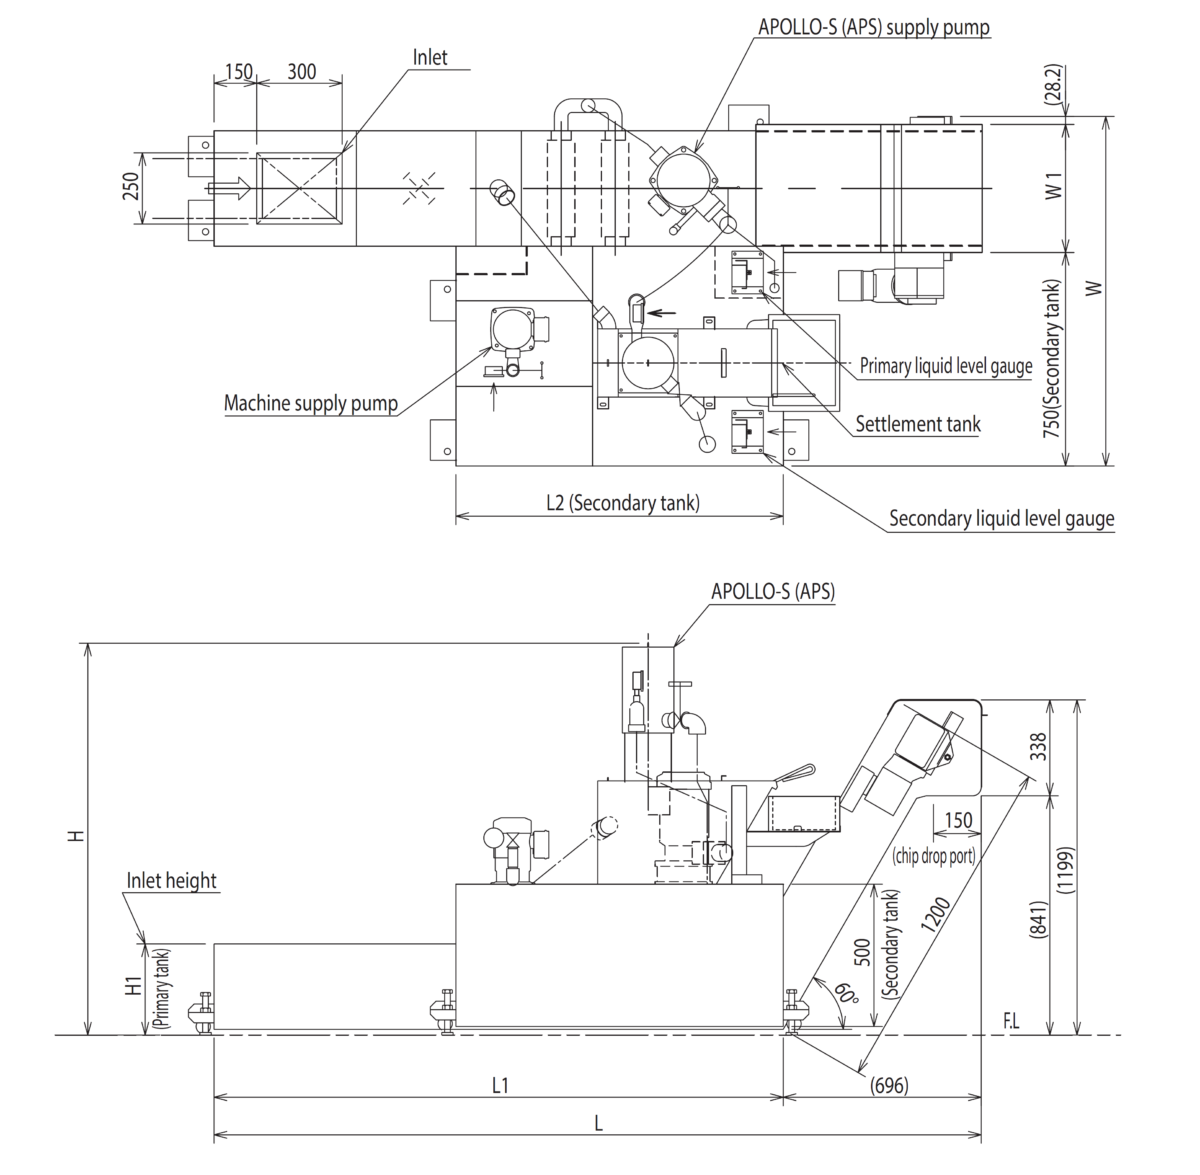 APOLLO-S (APS) supply pump
Inlet
150
300
(28.2)
250
W1
W
750(Secondary tank)
Primary liquid level gauge
Machine supply pump
Settlement tank
L2 (Secondary tank)
Secondary liquid level gauge
APOLLO-S (APS)
338
H
150
(chip drop port)
(1199)
Inlet height
(841)
1200
500
(Secondary tank)
H1
(Primary tank)
60°
F.L
L1
(696)
L